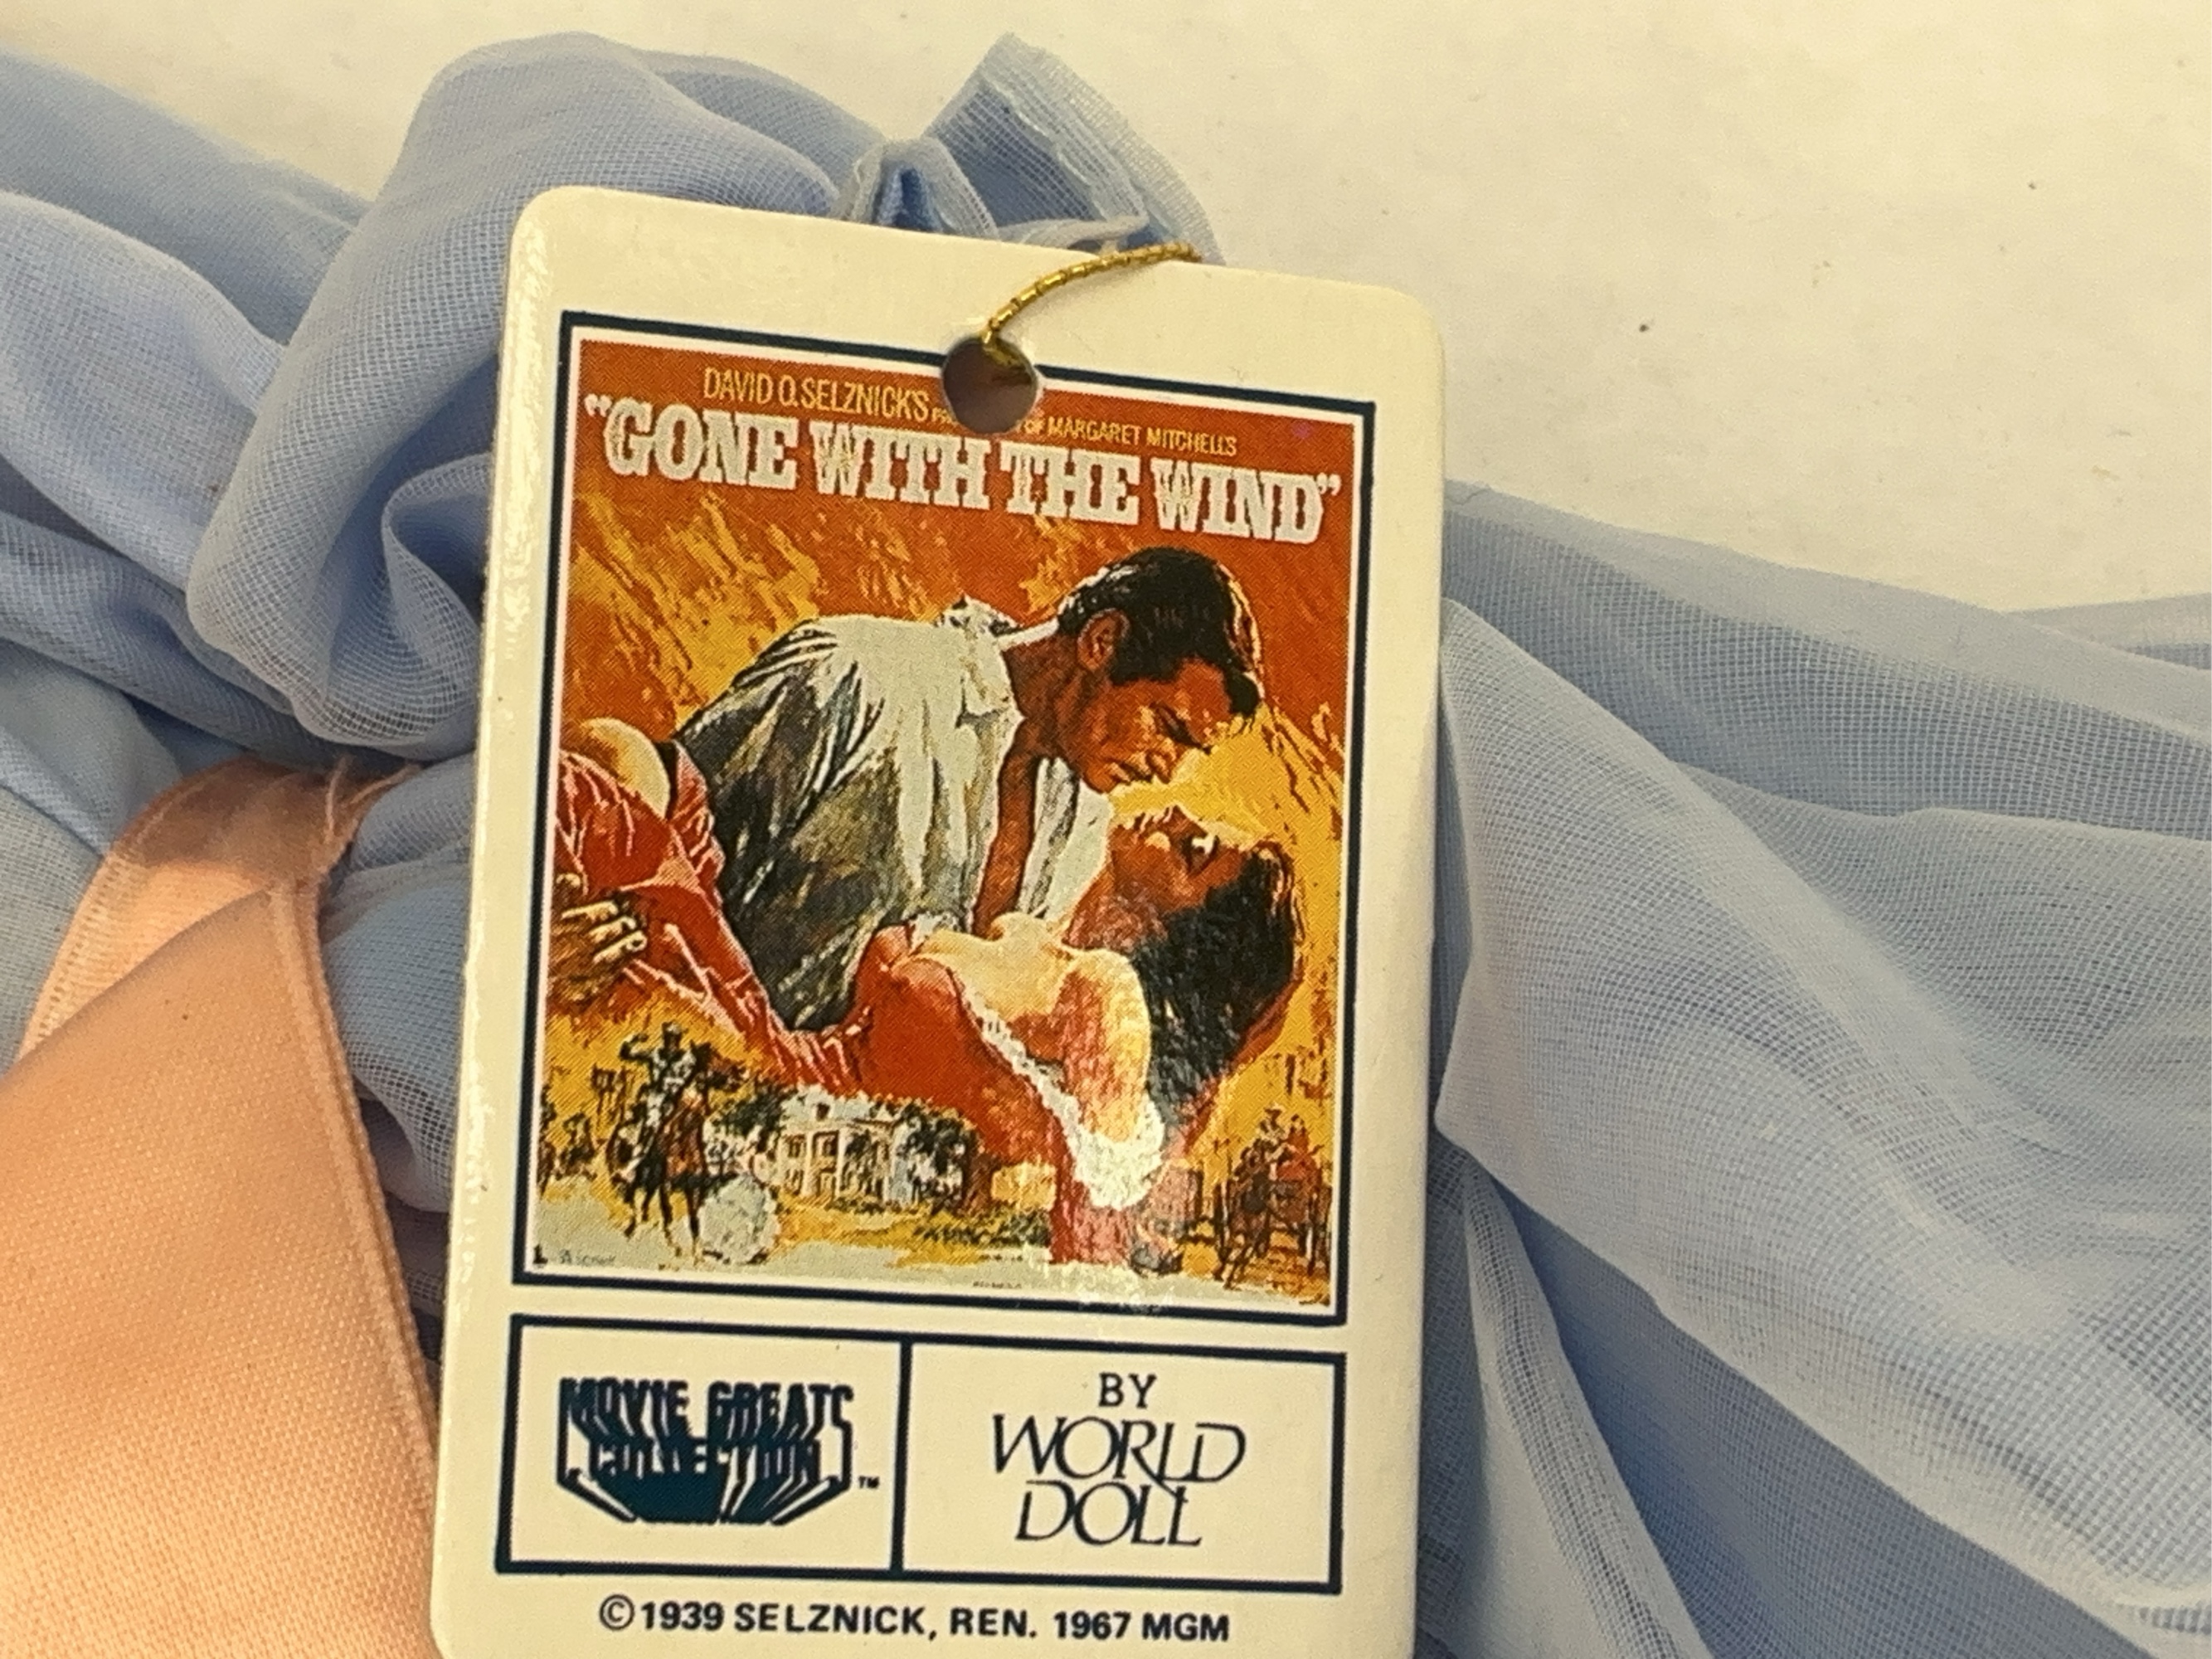 DAVID O. SELZNICK'S OF MARGARET MITCHELL'S
"GONE WITH THE WIND"
MOVIE GREATS
COLLECTION™
BY
WORLD
DOLL
©1939 SELZNICK, REN. 1967 MGM